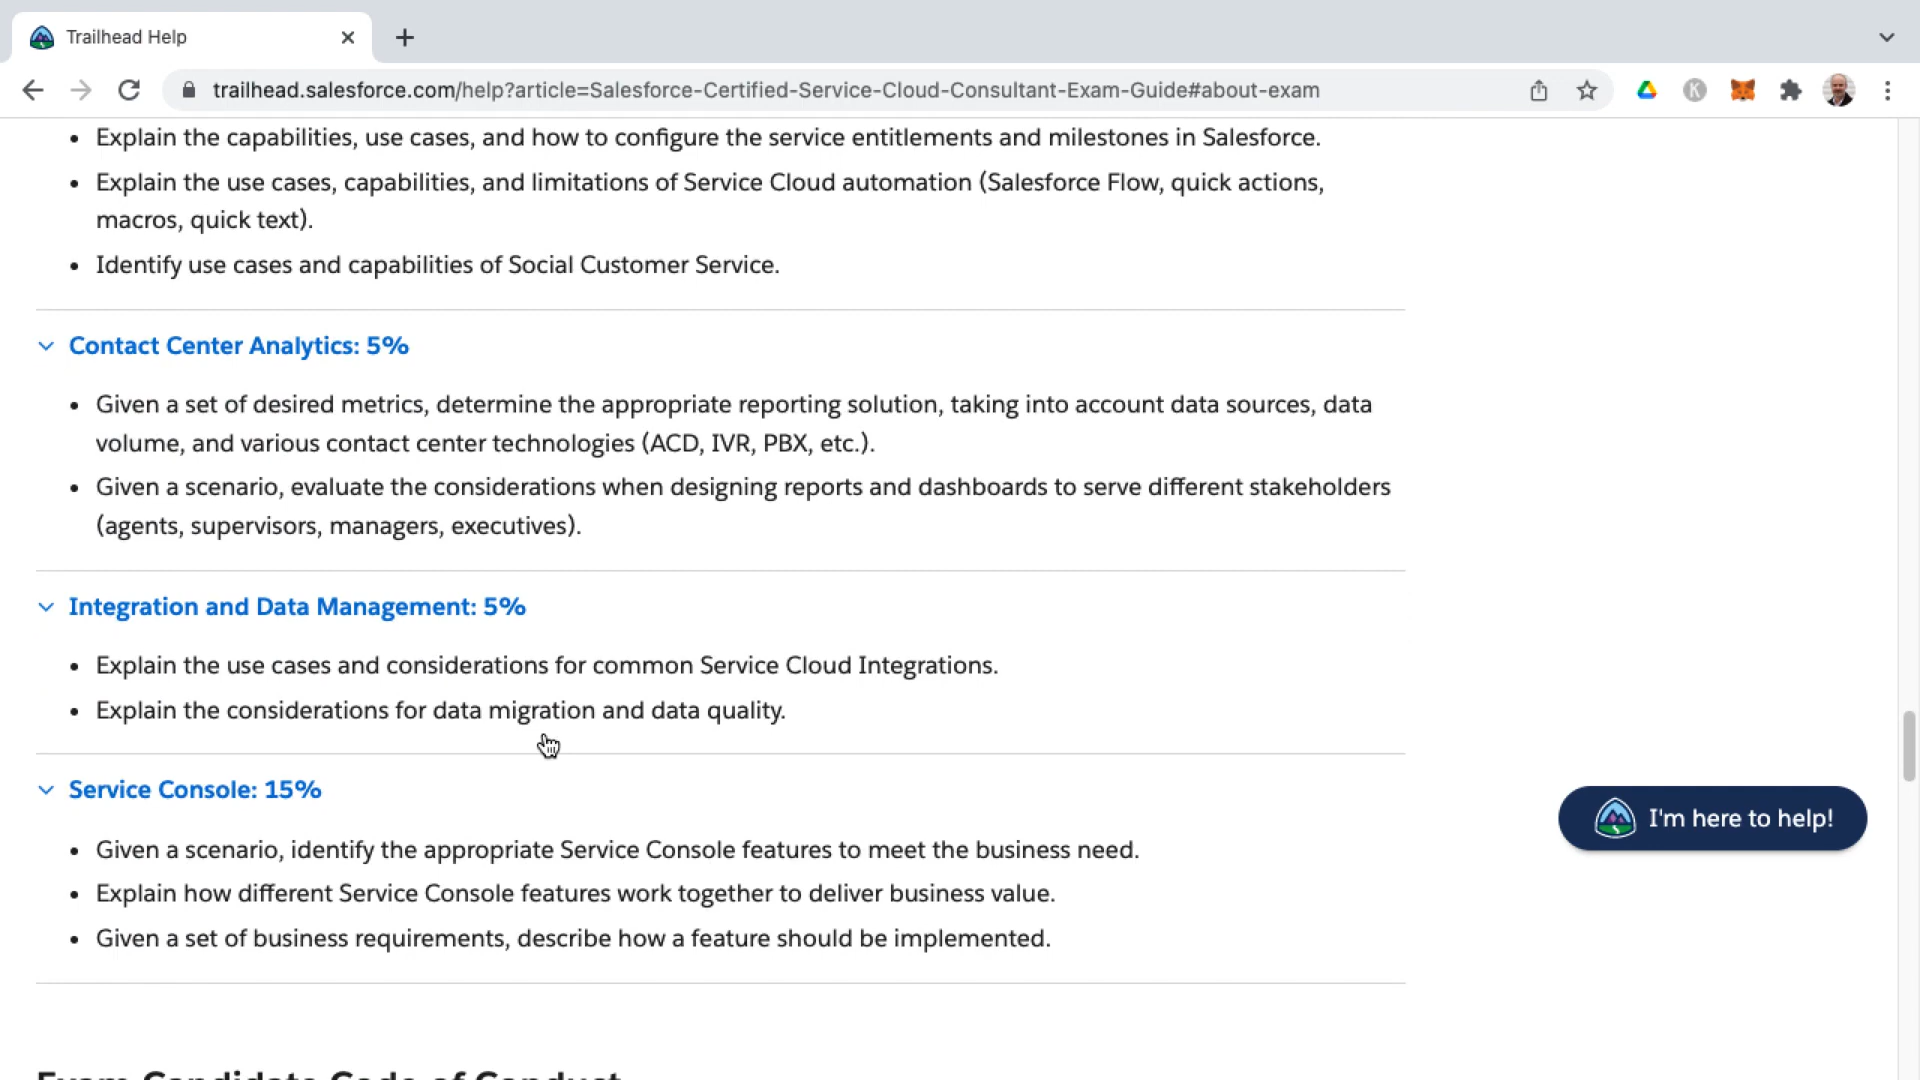 Trailhead Help
trailhead.salesforce.com/help?article=Salesforce-Certified-Service-Cloud-Consultant-Exam-Guide#about-exam
K
• Explain the capabilities, use cases, and how to configure the service entitlements and milestones in Salesforce.
• Explain the use cases, capabilities, and limitations of Service Cloud automation (Salesforce Flow, quick actions,
macros, quick text).
• Identify use cases and capabilities of Social Customer Service.
Contact Center Analytics: 5%
• Given a set of desired metrics, determine the appropriate reporting solution, taking into account data sources, data
volume, and various contact center technologies (ACD, IVR, PBX, etc.).
• Given a scenario, evaluate the considerations when designing reports and dashboards to serve different stakeholders
(agents, supervisors, managers, executives).
Integration and Data Management: 5%
• Explain the use cases and considerations for common Service Cloud Integrations.
• Explain the considerations for data migration and data quality.
Service Console: 15%
I'm here to help!
• Given a scenario, identify the appropriate Service Console features to meet the business need.
• Explain how different Service Console features work together to deliver business value.
• Given a set of business requirements, describe how a feature should be implemented.
Exam Candidate Code of Conduct